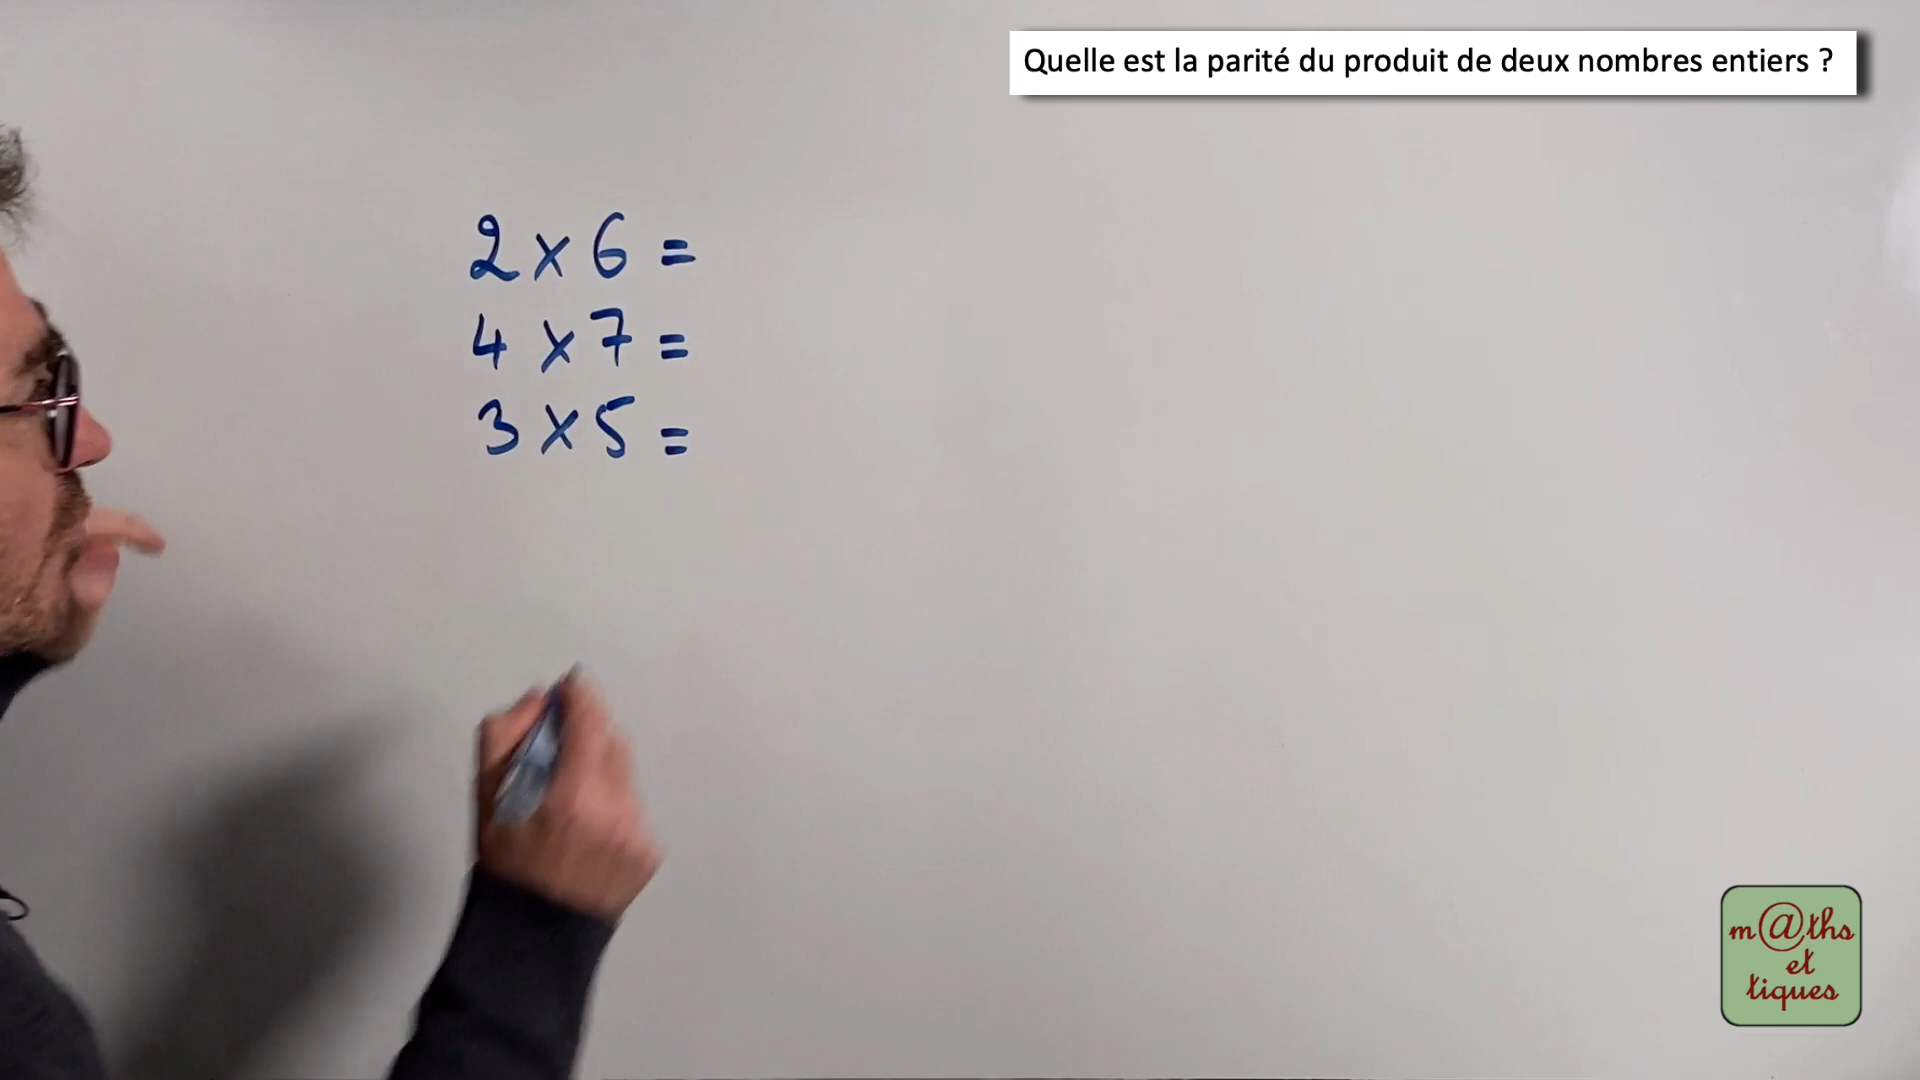 Quelle est la parité du produit de deux nombres entiers ?
2 × 6 =
4 × 7 =
3 × 5 =
m@ths
et
tiques